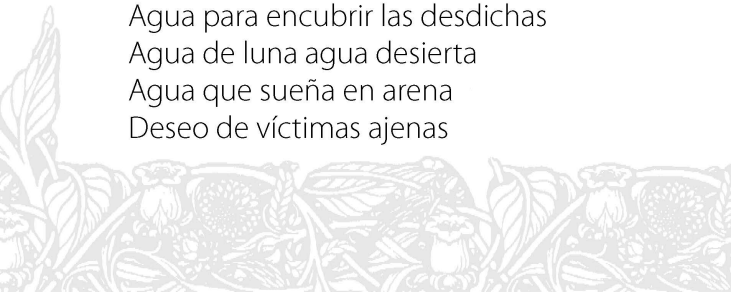 Agua para encubrir las desdichas
Agua de luna agua desierta
Agua que sueña en arena
Deseo de víctimas ajenas